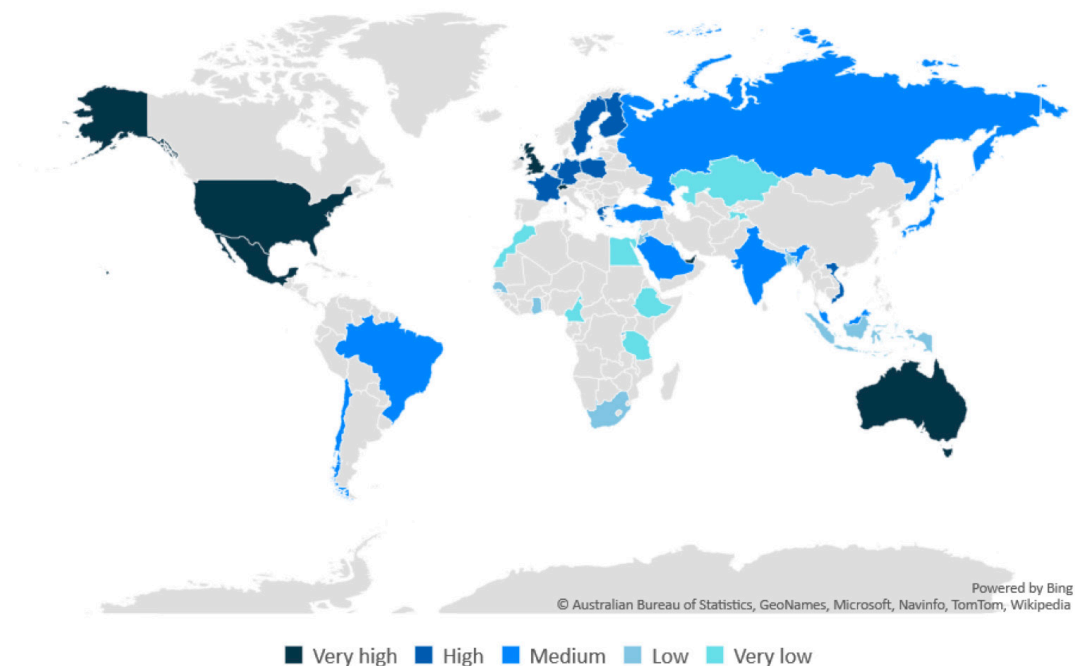 Powered by Bing
© Australian Bureau of Statistics, GeoNames, Microsoft, Navinfo, TomTom, Wikipedia
Very high High Medium Low Very low